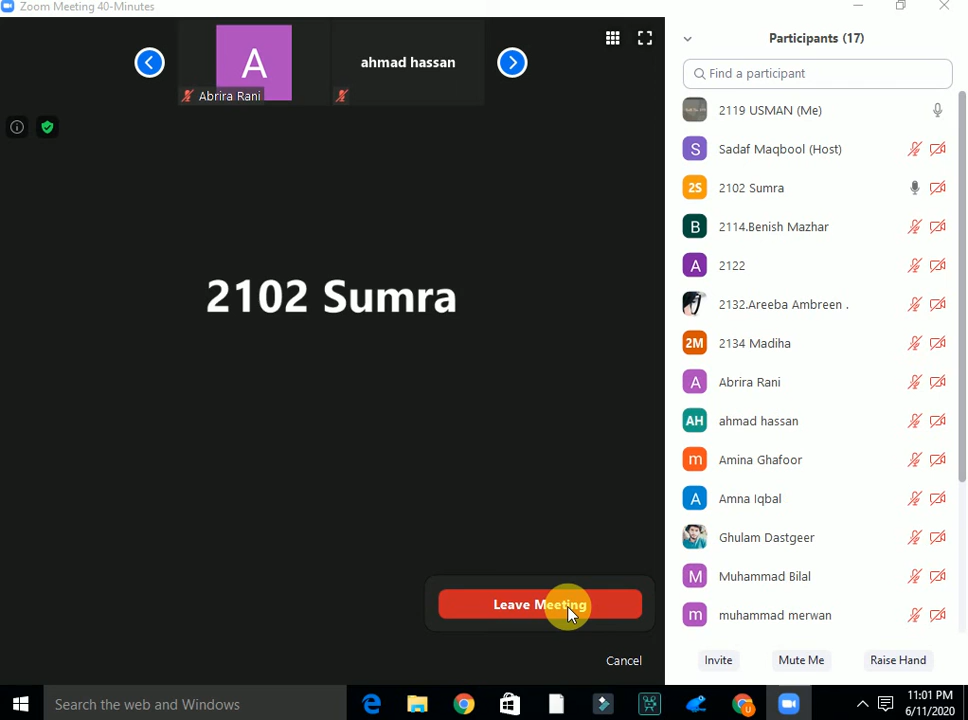 Zoom Meeting 40-Minutes
A
Abrira Rani
ahmad hassan
2102 Sumra
Leave Meeting
Cancel
Participants (17)
Find a participant
2119 USMAN (Me)
S Sadaf Maqbool (Host)
2S 2102 Sumra
B 2114.Benish Mazhar
A 2122
2132.Areeba Ambreen .
2M 2134 Madiha
A Abrira Rani
AH ahmad hassan
m Amina Ghafoor
A Amna Iqbal
Ghulam Dastgeer
M Muhammad Bilal
m muhammad merwan
Invite Mute Me Raise Hand
Search the web and Windows
11:01 PM
6/11/2020